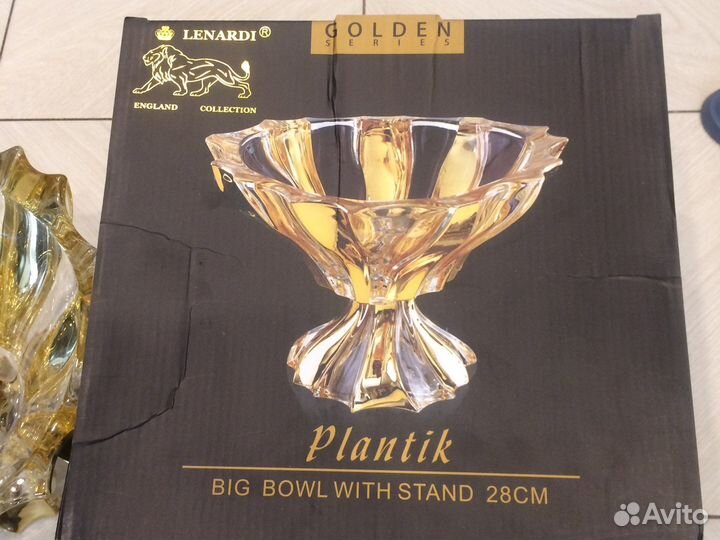 LENARDI®
ENGLAND COLLECTION
GOLDEN
SERIES
Plantik
BIG BOWL WITH STAND 28CM
Avito